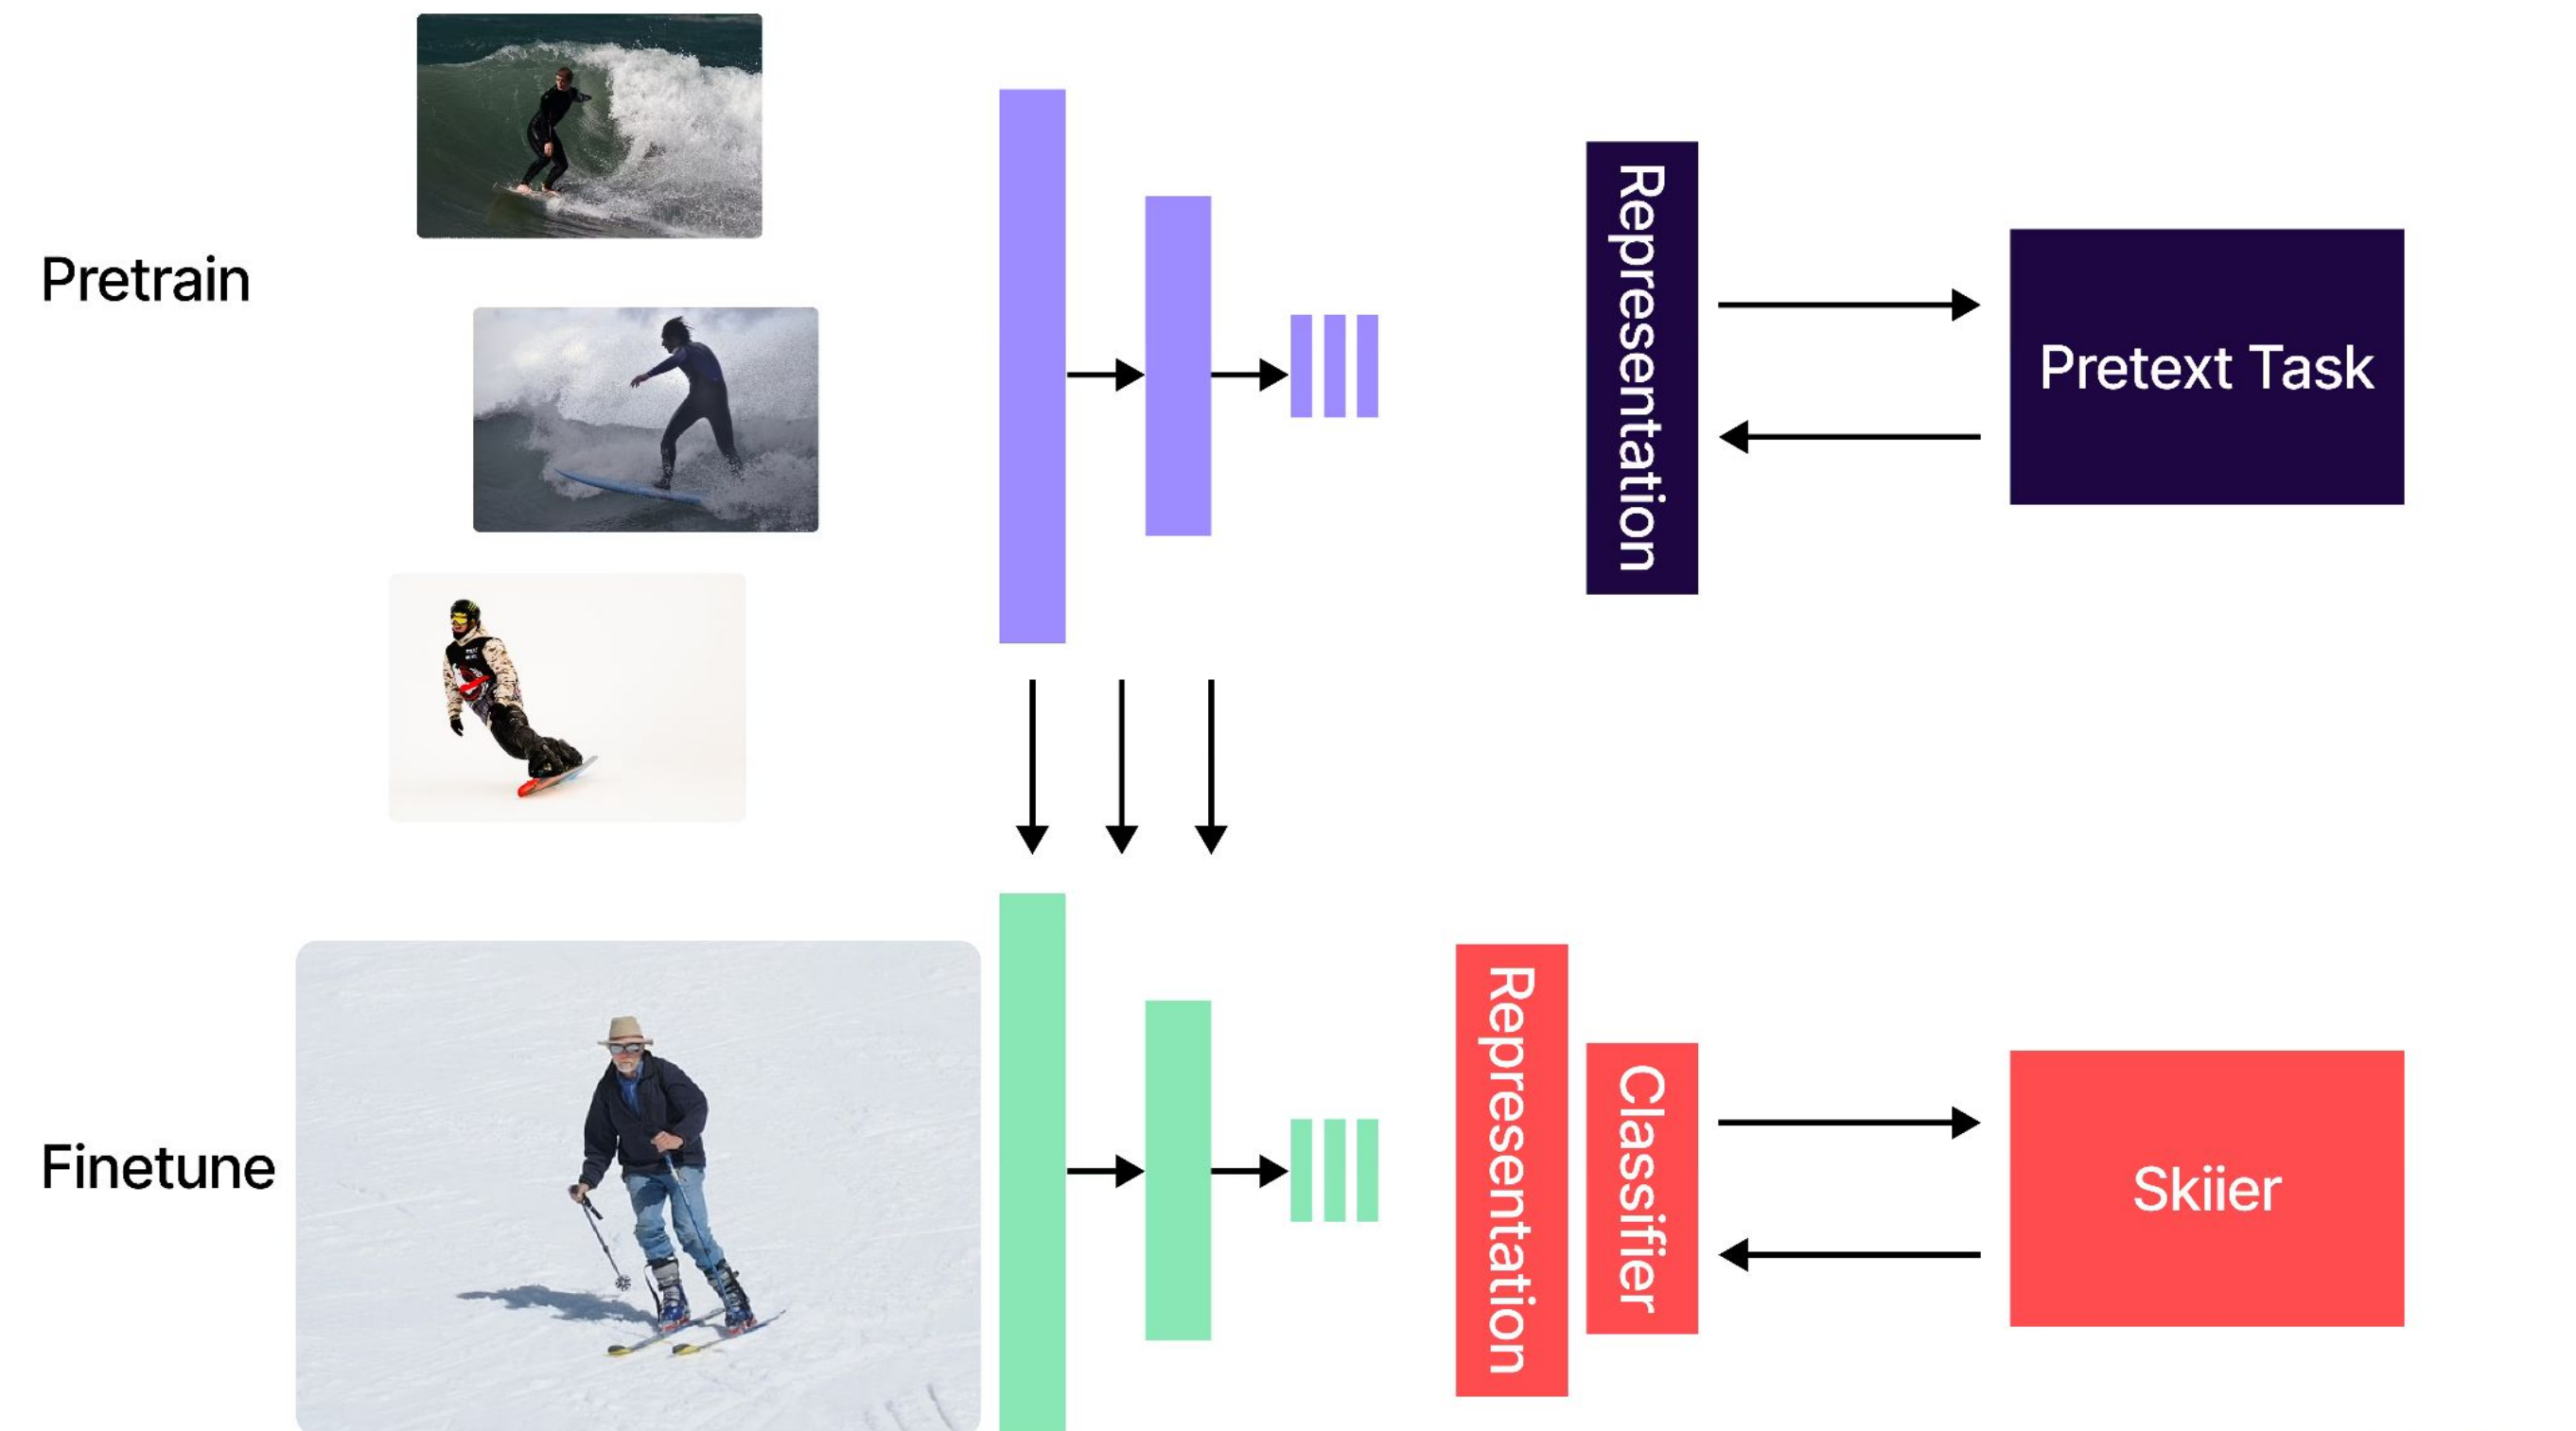 Pretrain
Representation
Pretext Task
Finetune
Representation
Classifier
Skiier